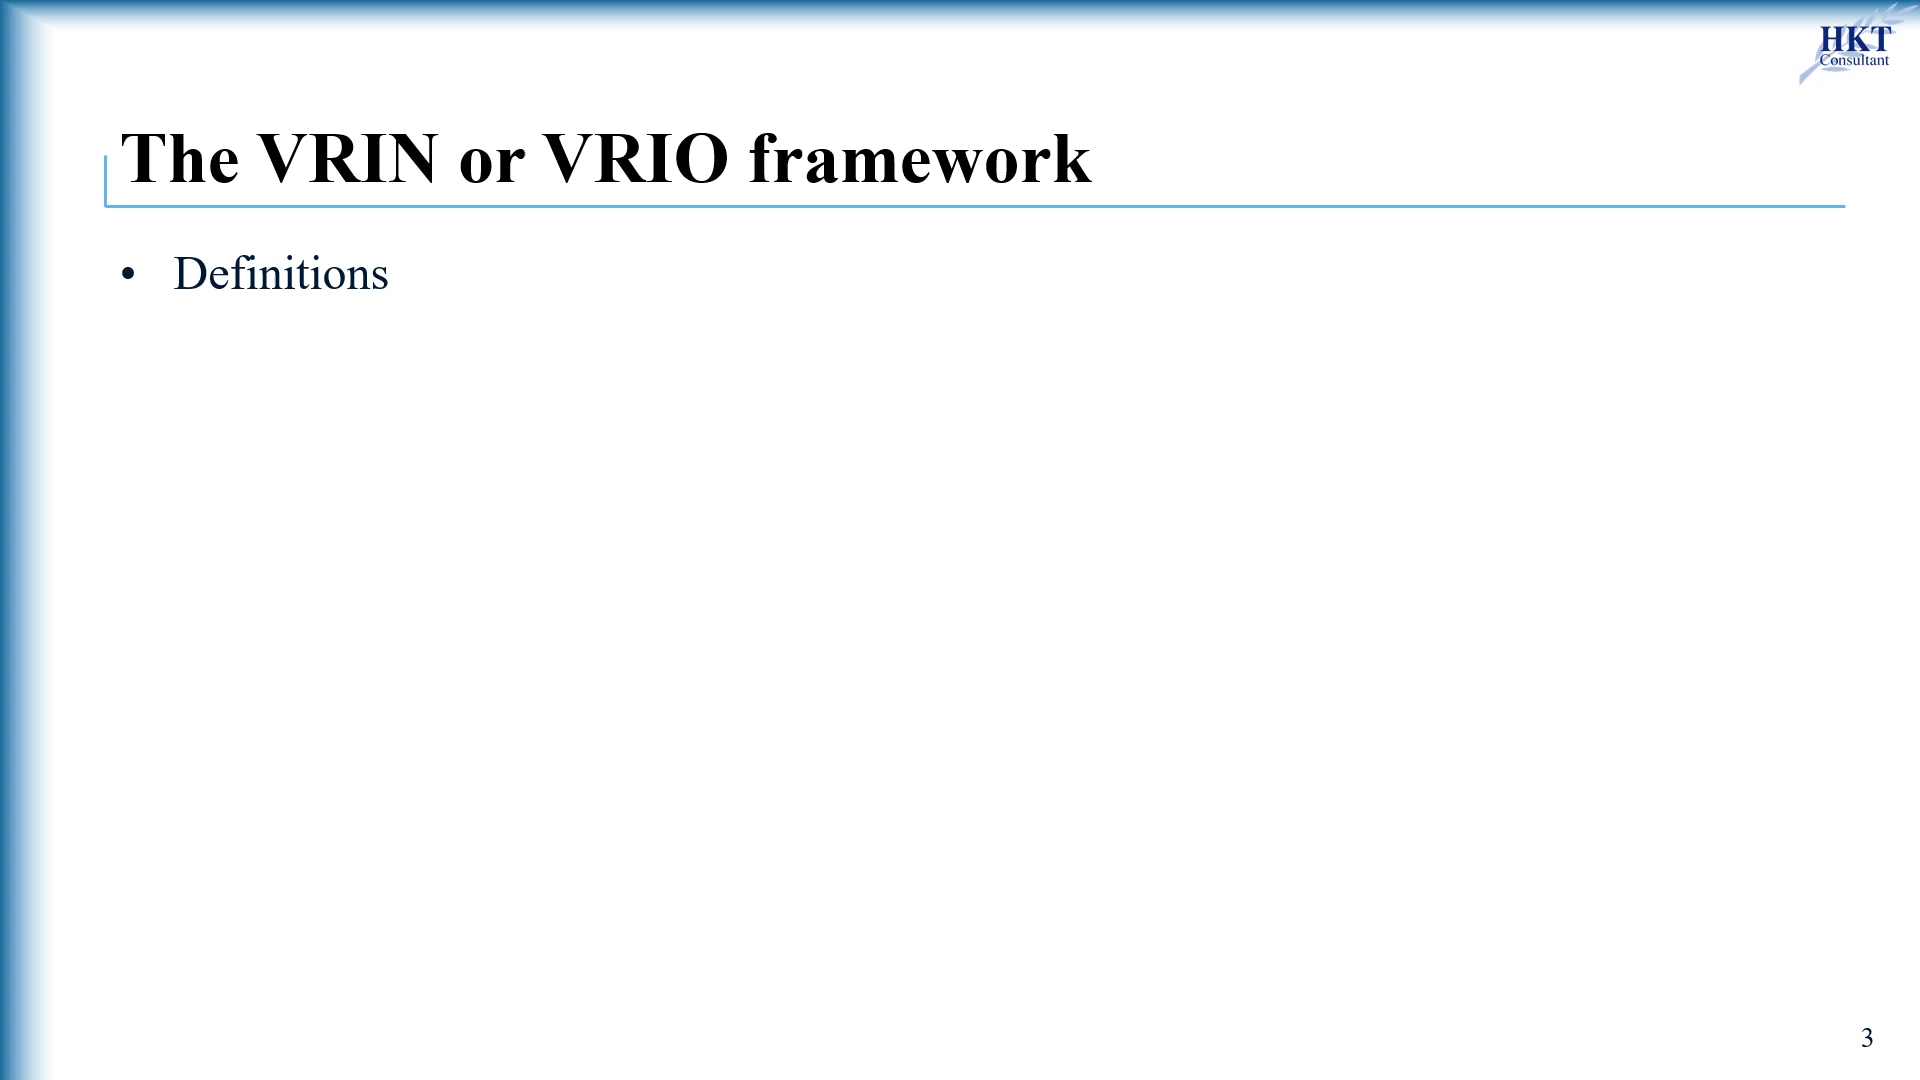 HKT
Consultant
The VRIN or VRIO framework
• Definitions
3